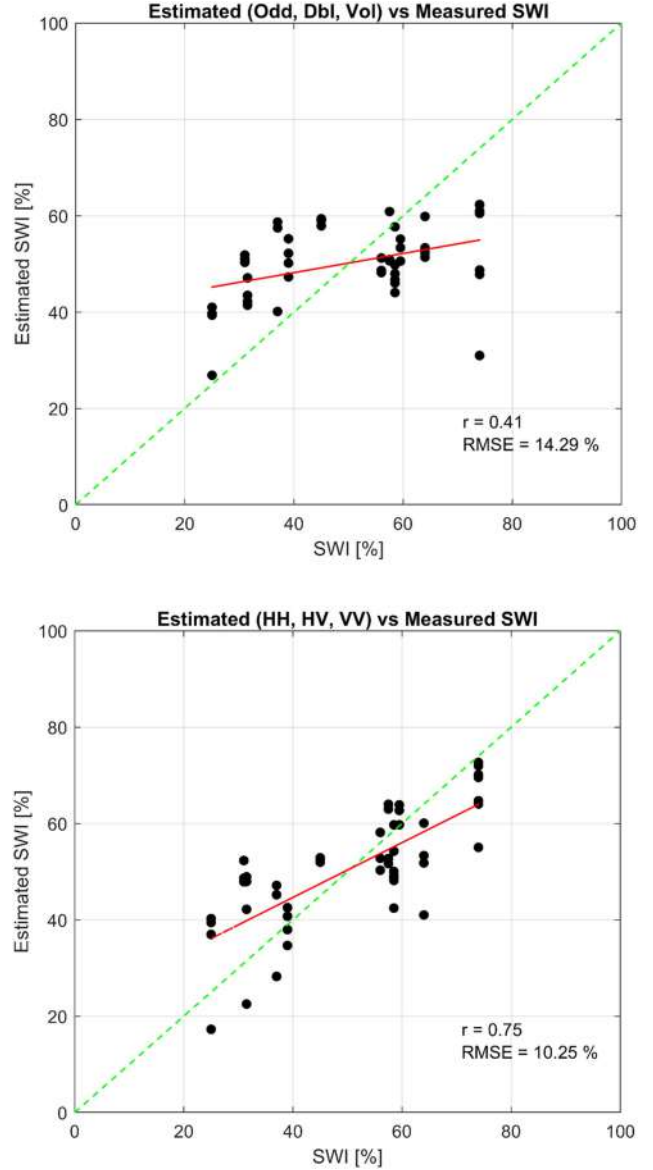 Estimated (Odd, Dbl, Vol) vs Measured SWI
100
80
60
40
20
0
0 20 40 60 80 100
Estimated SWI [%]
SWI [%]
r = 0.41
RMSE = 14.29 %
Estimated (HH, HV, VV) vs Measured SWI
100
80
60
40
20
0
0 20 40 60 80 100
Estimated SWI [%]
SWI [%]
r = 0.75
RMSE = 10.25 %